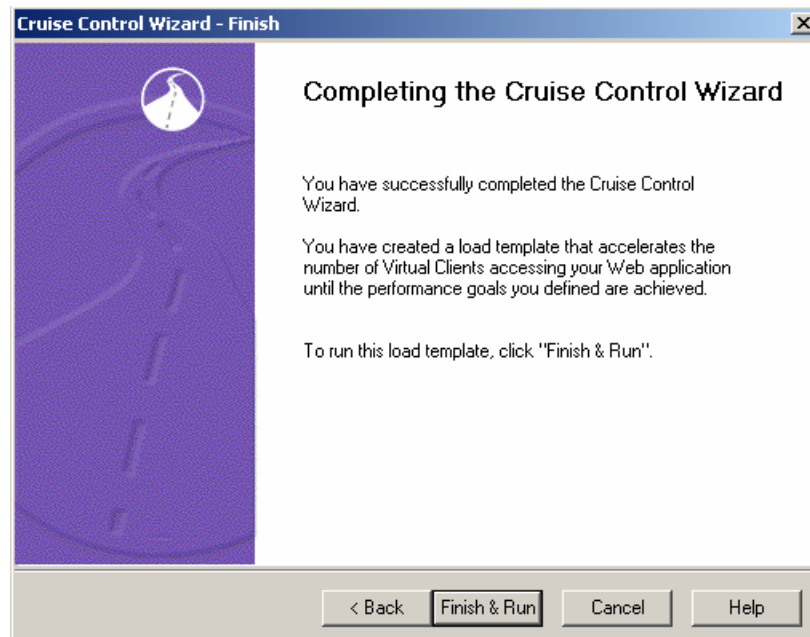 Cruise Control Wizard - Finish
Completing the Cruise Control Wizard
You have successfully completed the Cruise Control
Wizard.
You have created a load template that accelerates the
number of Virtual Clients accessing your Web application
until the performance goals you defined are achieved.
To run this load template, click "Finish & Run".
< Back Finish & Run Cancel Help